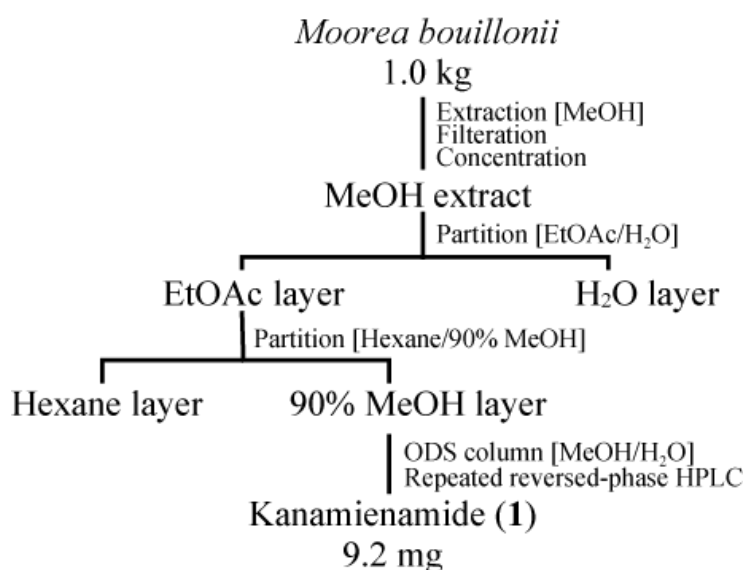 Moorea bouillonii
1.0 kg
Extraction [MeOH]
Filteration
Concentration
MeOH extract
Partition [EtOAc/H₂O]
EtOAc layer
H₂O layer
Partition [Hexane/90% MeOH]
Hexane layer
90% MeOH layer
ODS column [MeOH/H₂O]
Repeated reversed-phase HPLC
Kanamienamide (1)
9.2 mg